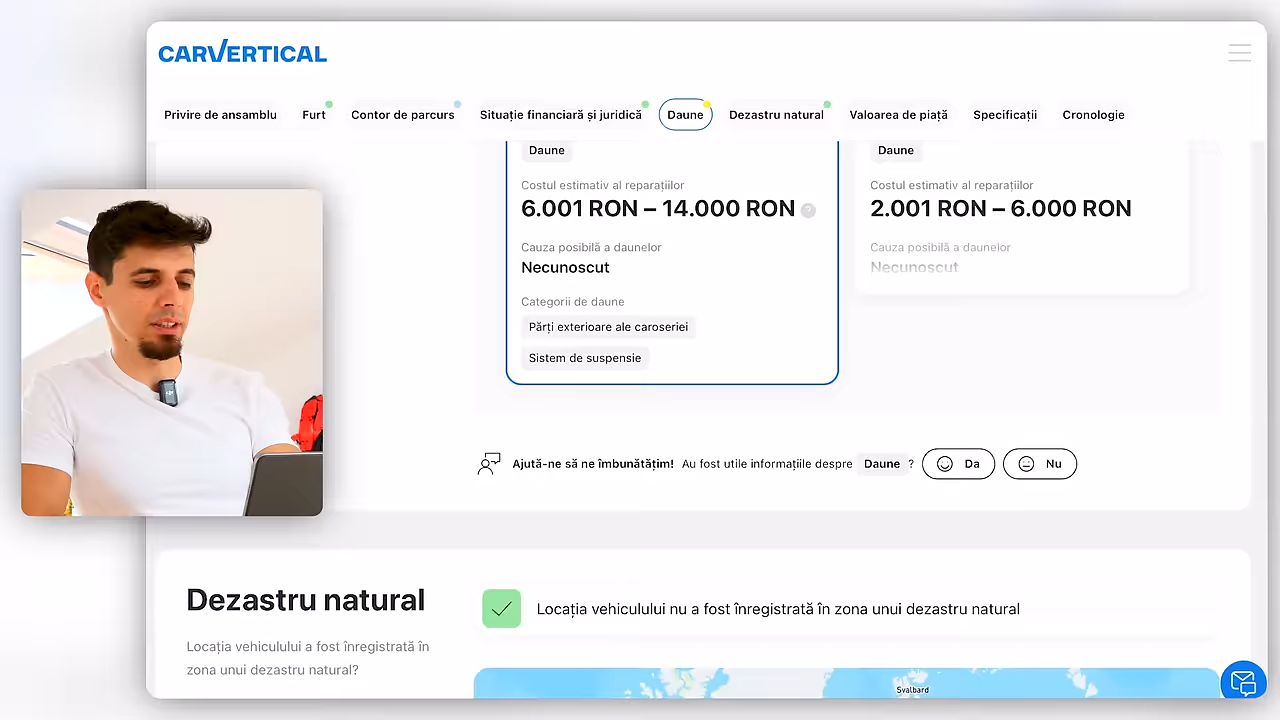 CARVERTICAL
Privire de ansamblu
Furt
Contor de parcurs
Situație financiară și juridică
Daune
Dezastru natural
Valoarea de piață
Specificații
Cronologie
Daune
Costul estimativ al reparațiilor
6.001 RON – 14.000 RON ?
Cauza posibilă a daunelor
Necunoscut
Categorii de daune
Părți exterioare ale caroseriei
Sistem de suspensie
Daune
Costul estimativ al reparațiilor
2.001 RON – 6.000 RON
Cauza posibilă a daunelor
Necunoscut
Ajută-ne să ne îmbunătățim! Au fost utile informațiile despre Daune ? Da Nu
Dezastru natural
Locația vehiculului a fost înregistrată în
zona unui dezastru natural?
Locația vehiculului nu a fost înregistrată în zona unui dezastru natural
Svalbard